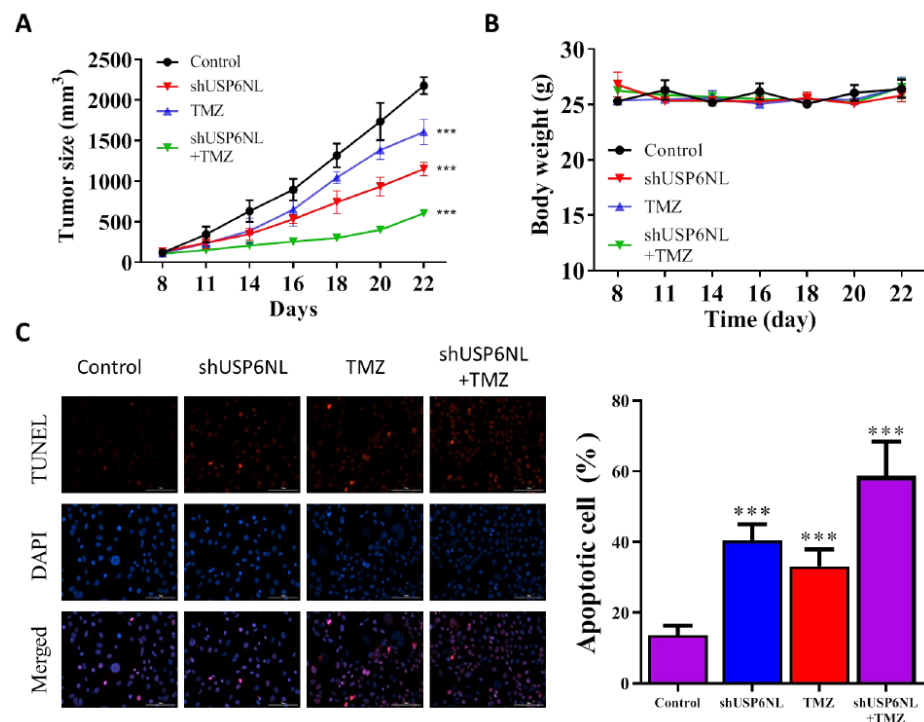 A
Control
shUSP6NL
TMZ
shUSP6NL
+TMZ
Tumor size (mm³)
2500
2000
1500
1000
500
0
***
***
***
8 11 14 16 18 20 22
Days
B
Body weight (g)
30
25
20
15
10
Control
shUSP6NL
TMZ
shUSP6NL
+TMZ
8 11 14 16 18 20 22
Time (day)
C
Control shUSP6NL TMZ shUSP6NL
+TMZ
TUNEL
DAPI
Merged
Apoptotic cell (%)
80
60
40
20
0
***
***
***
Control shUSP6NL TMZ shUSP6NL
+TMZ